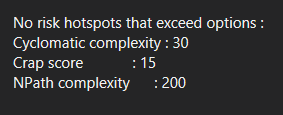 No risk hotspots that exceed options :
Cyclomatic complexity : 30
Crap score : 15
NPath complexity : 200